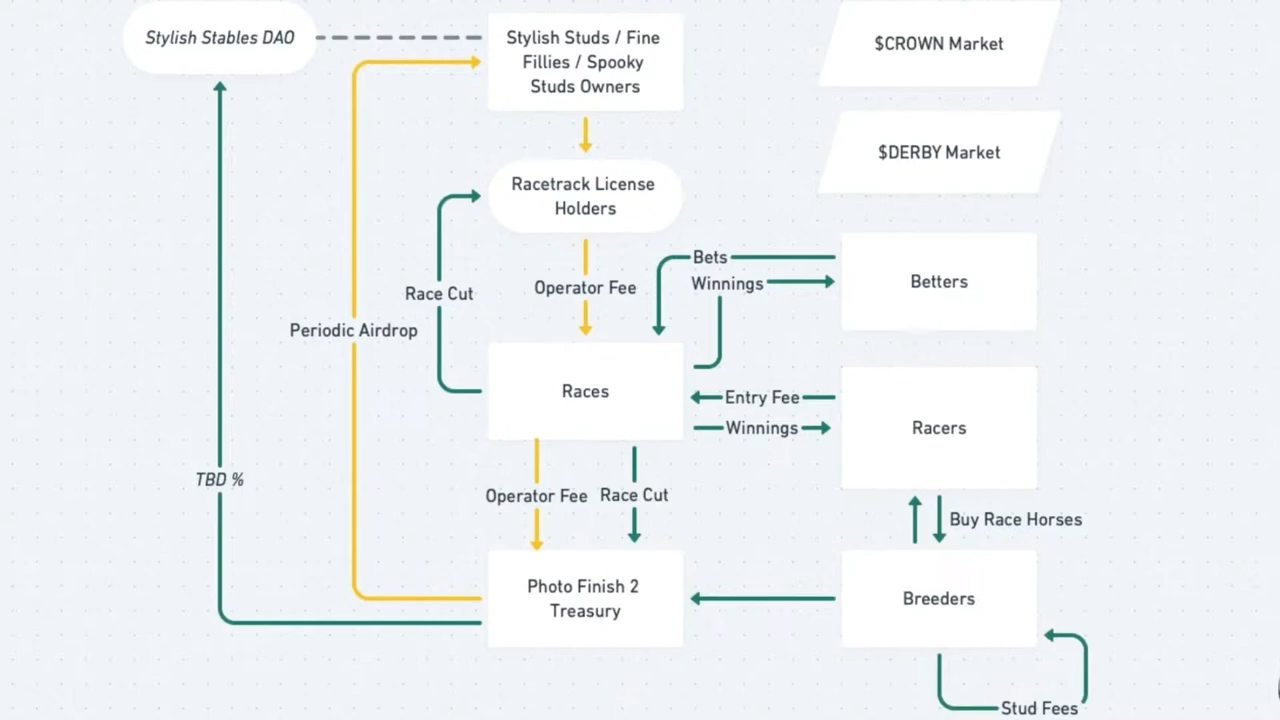 Stylish Stables DAO
Stylish Studs / Fine
Fillies / Spooky
Studs Owners
$CROWN Market
$DERBY Market
Racetrack License
Holders
Bets
Winnings
Betters
Operator Fee
Race Cut
Periodic Airdrop
Races
Entry Fee
Winnings
Racers
TBD %
Operator Fee
Race Cut
Buy Race Horses
Photo Finish 2
Treasury
Breeders
Stud Fees